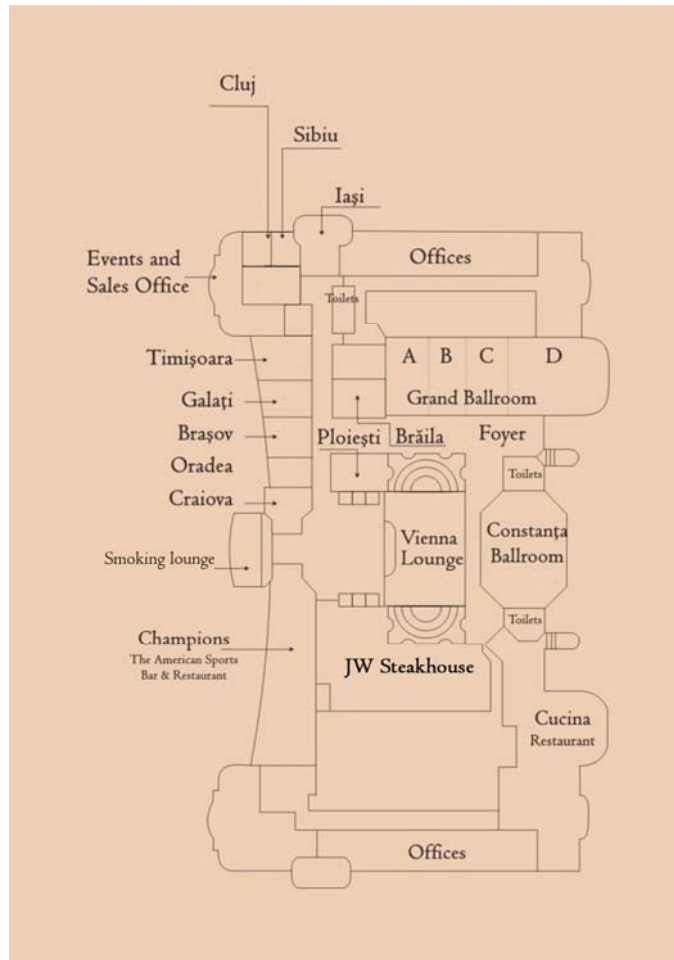 Cluj
Sibiu
Iaşi
Events and
Sales Office
Offices
Toilets
Timişoara
A B C D
Galaţi
Grand Ballroom
Braşov
Ploieşti
Brăila
Foyer
Oradea
Toilets
Craiova
Vienna
Lounge
Constanţa
Ballroom
Smoking lounge
Toilets
Champions
The American Sports
Bar & Restaurant
JW Steakhouse
Cucina
Restaurant
Offices